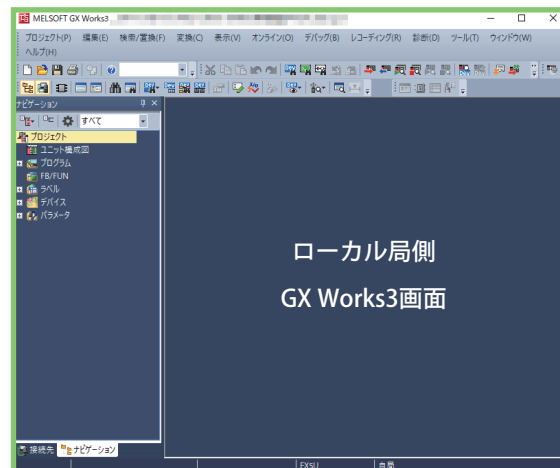 MELSOFT GX Works3
プロジェクト(P) 編集(E) 検索/置換(F) 変換(C) 表示(V) オンライン(O) デバッグ(B) レコーディング(R) 診断(D) ツール(T) ウィンドウ(W)
ヘルプ(H)
ナビゲーション
すべて
プロジェクト
ユニット構成図
プログラム
FB/FUN
ラベル
デバイス
パラメータ
ローカル局側
GX Works3画面
接続先 ナビゲーション
FX5U 自局